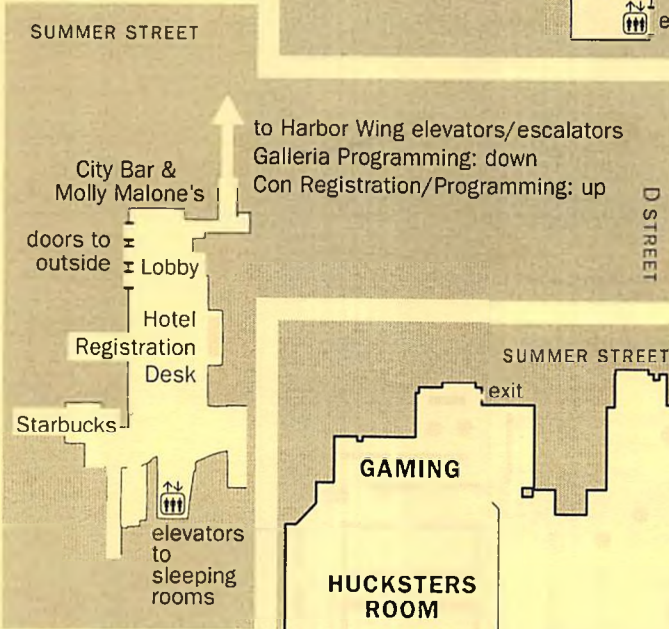 SUMMER STREET
to Harbor Wing elevators/escalators
Galleria Programming: down
Con Registration/Programming: up
City Bar &
Molly Malone's
doors to
outside
Lobby
Hotel
Registration
Desk
Starbucks
elevators
to
sleeping
rooms
D STREET
SUMMER STREET
exit
GAMING
HUCKSTERS
ROOM